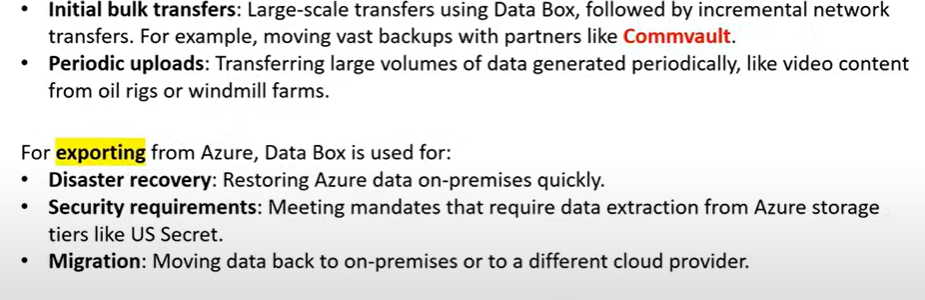 • Initial bulk transfers: Large-scale transfers using Data Box, followed by incremental network
transfers. For example, moving vast backups with partners like Commvault.
• Periodic uploads: Transferring large volumes of data generated periodically, like video content
from oil rigs or windmill farms.
For exporting from Azure, Data Box is used for:
• Disaster recovery: Restoring Azure data on-premises quickly.
• Security requirements: Meeting mandates that require data extraction from Azure storage
tiers like US Secret.
• Migration: Moving data back to on-premises or to a different cloud provider.